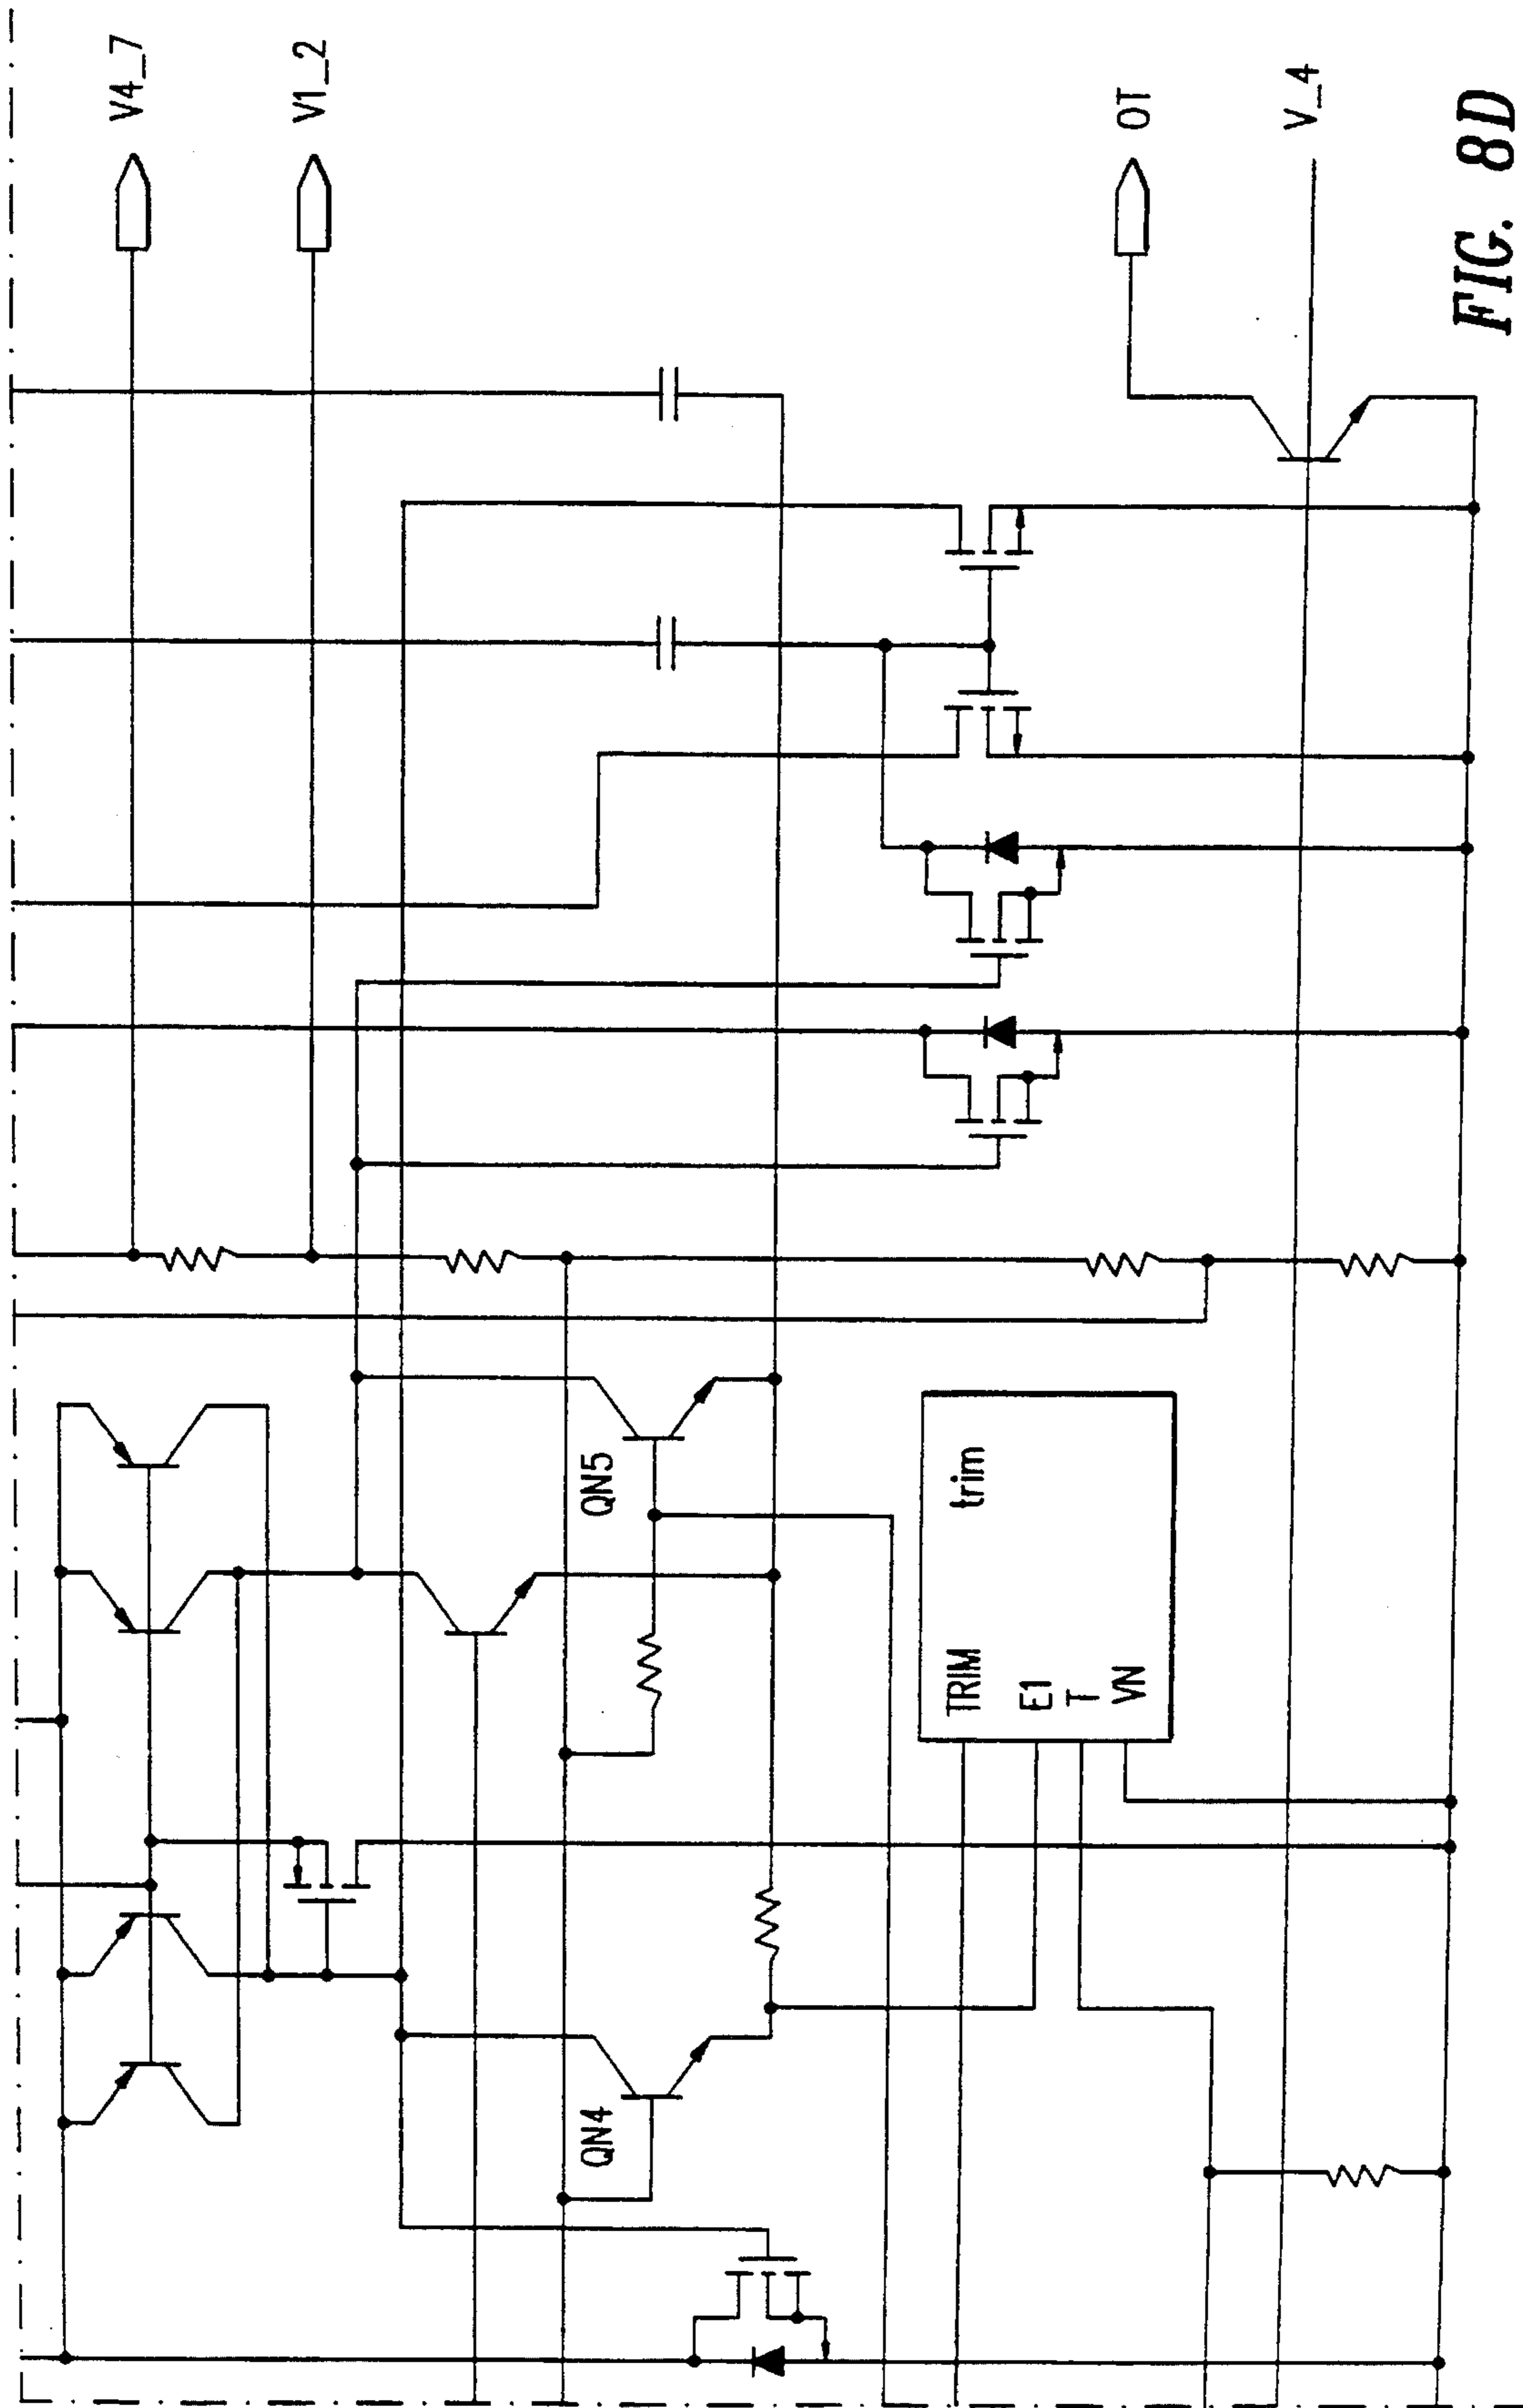 V4_7
V1_2
OT
V_4
QN5
QN4
trim
TRIM
E1
T
VN
FIG. 8D